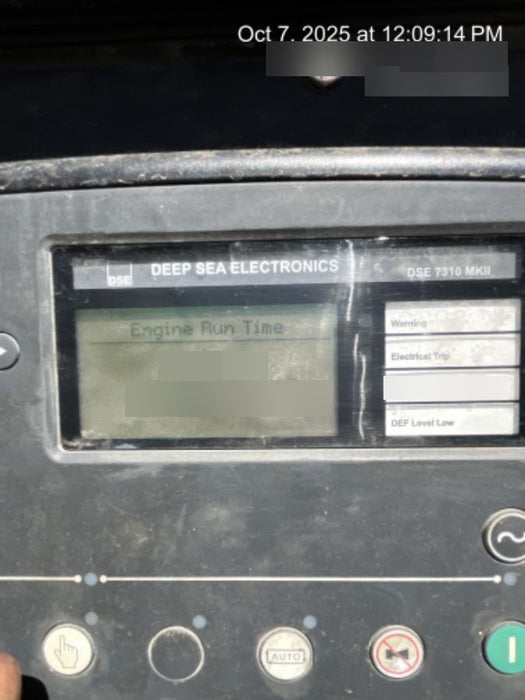 Oct 7, 2025 at 12:09:14 PM
DSE
DEEP SEA ELECTRONICS
DSE 7310 MKII
Engine Run Time
Warning
Electrical Trip
DEF Level Low
AUTO